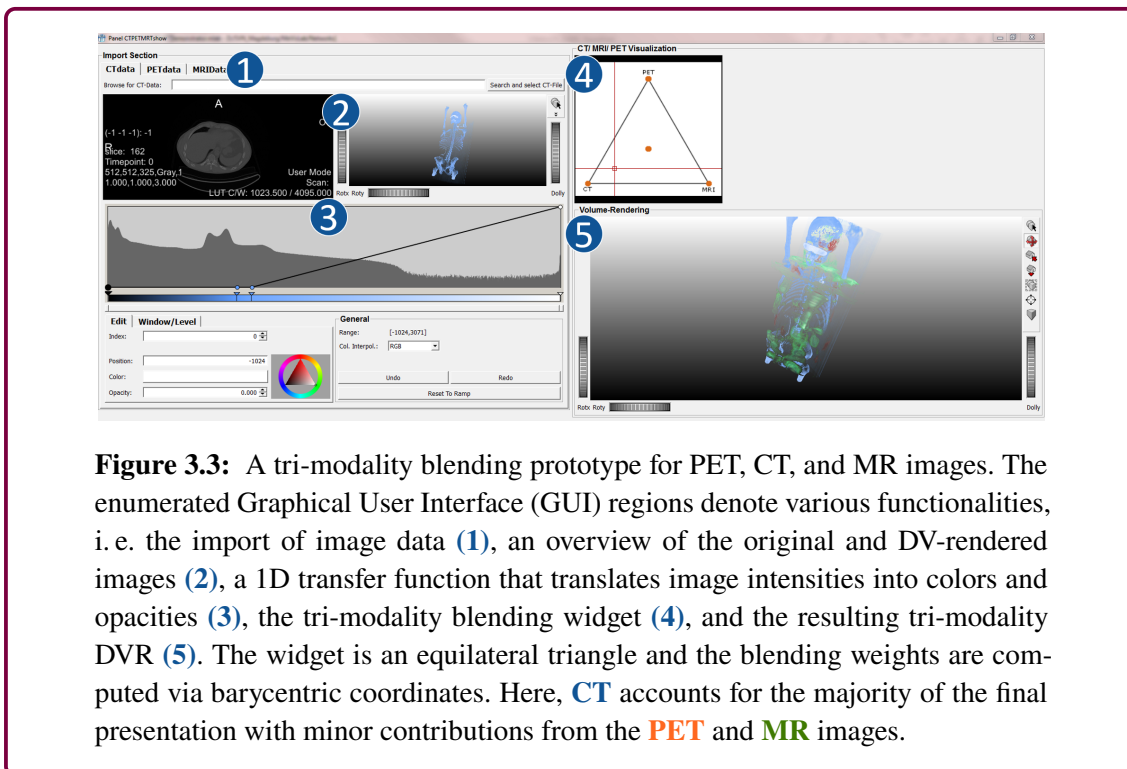 Panel CTPETMRTshow
Import Section
CTdata | PETdata | MRIData
1
Browse for CT-Data:
Search and select CT-File
A
(-1 -1 -1): -1
R
slice: 162
Timepoint: 0
512,512,325,Gray,1
1.000,1.000,3.000
User Mode
Scan:
LUT C/W: 1023.500 / 4095.000
2
Rotx Roty
Dolly
3
Edit | Window/Level |
Index:
0
Position:
-1024
Color:
Opacity:
0.000
General
Range:
[-1024,3071]
Col. Interpol.:
RGB
Undo
Redo
Reset To Ramp
CT/ MRI/ PET Visualization
4
PET
CT
MRI
Volume-Rendering
5
Rotx Roty
Dolly
Figure 3.3: A tri-modality blending prototype for PET, CT, and MR images. The
enumerated Graphical User Interface (GUI) regions denote various functionalities,
i. e. the import of image data (1), an overview of the original and DV-rendered
images (2), a 1D transfer function that translates image intensities into colors and
opacities (3), the tri-modality blending widget (4), and the resulting tri-modality
DVR (5). The widget is an equilateral triangle and the blending weights are com-
puted via barycentric coordinates. Here, CT accounts for the majority of the final
presentation with minor contributions from the PET and MR images.